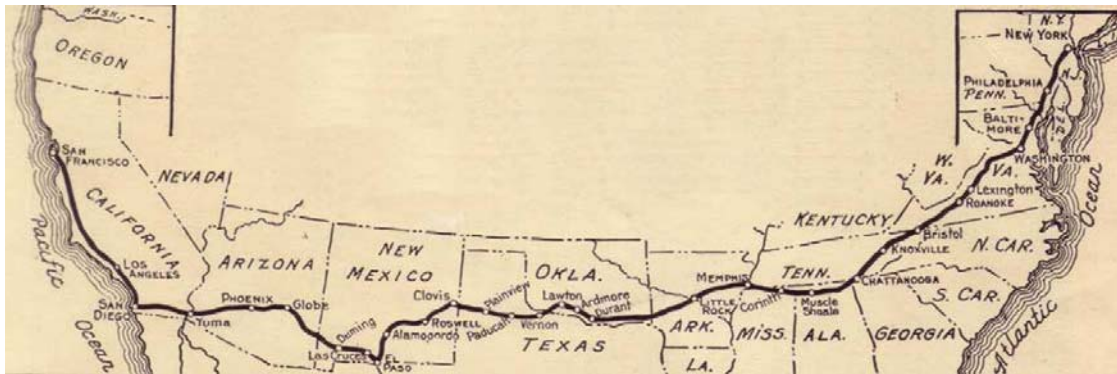 WASH.
OREGON
SAN
FRANCISCO
NEVADA
CALIFORNIA
Pacific
Ocean
LOS
ANGELES
SAN
DIEGO
Yuma
ARIZONA
PHOENIX
Globe
NEW
MEXICO
Deming
Las Cruces
EL
PASO
Alamogordo
ROSWELL
Clovis
Plainview
Paducah
Vernon
TEXAS
OKLA.
Lawton
Ardmore
Durant
ARK.
LA.
LITTLE
ROCK
MEMPHIS
Corinth
MISS.
TENN.
Muscle
Shoals
ALA.
KENTUCKY
CHATTANOOGA
GEORGIA
KNOXVILLE
Bristol
N. CAR.
S. CAR.
W.
VA.
VA.
Lexington
ROANOKE
WASHINGTON
BALTI-
MORE
DEL.
PHILADELPHIA
PENN.
N.J.
N.Y.
NEW YORK
Atlantic
Ocean